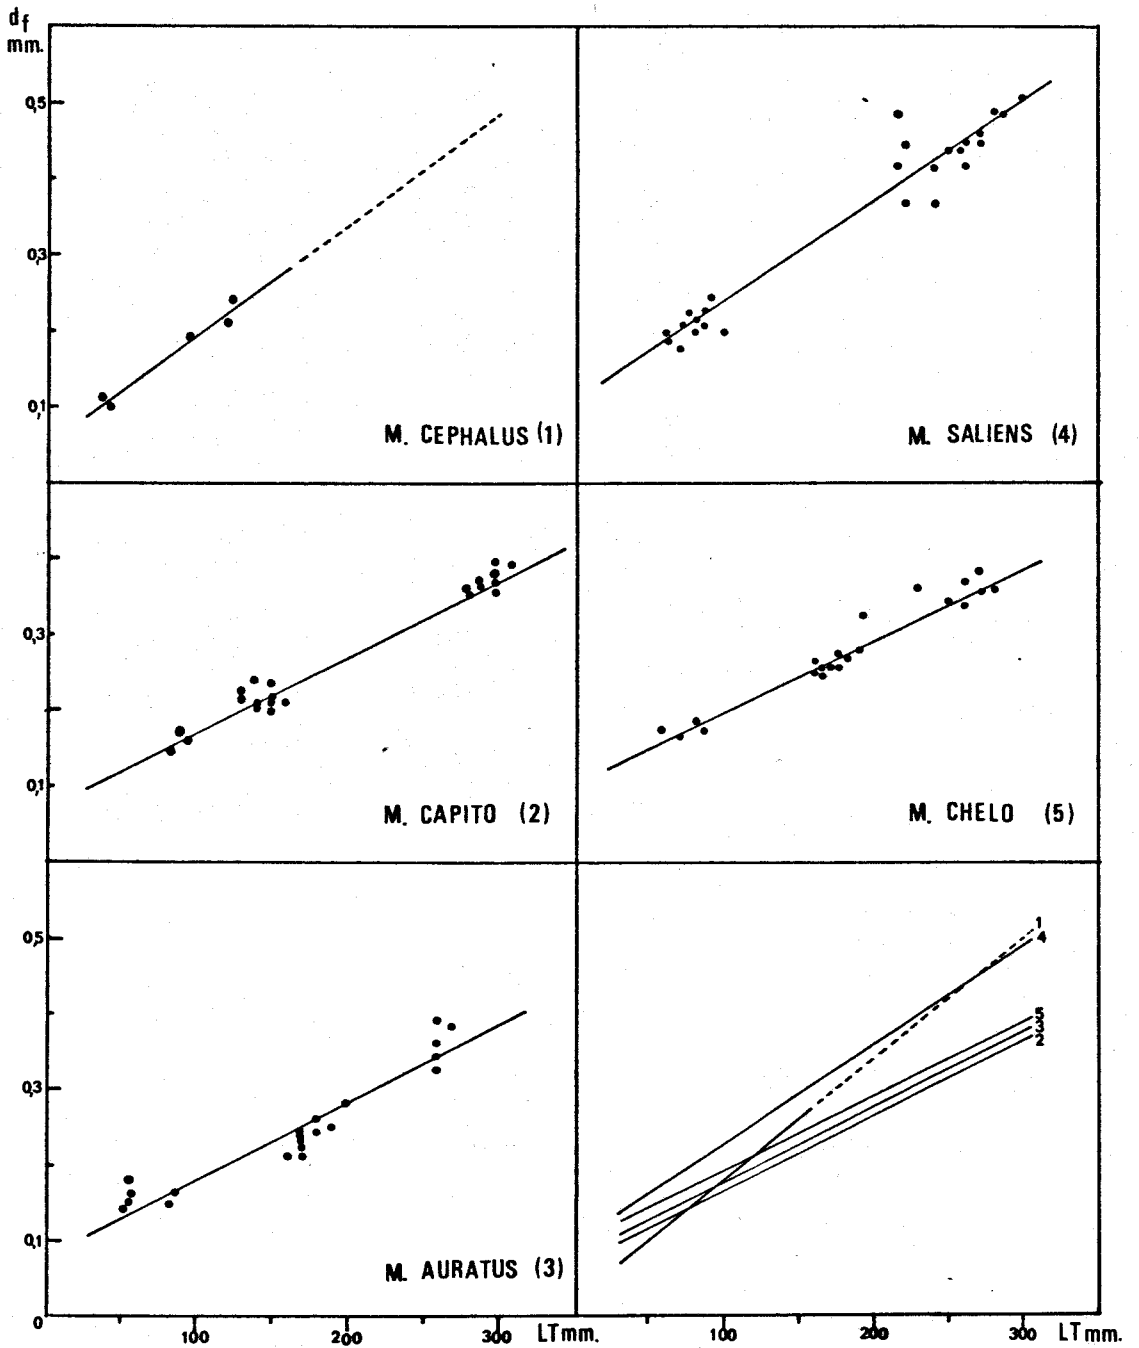 df
mm.
0,5
0,3
0,1
M. CEPHALUS (1)
M. SALIENS (4)
0,3
0,1
M. CAPITO (2)
M. CHELO (5)
0,5
0,3
0,1
0
M. AURATUS (3)
1
4
5
3
2
100 200 300 LT mm.
100 200 300 LT mm.